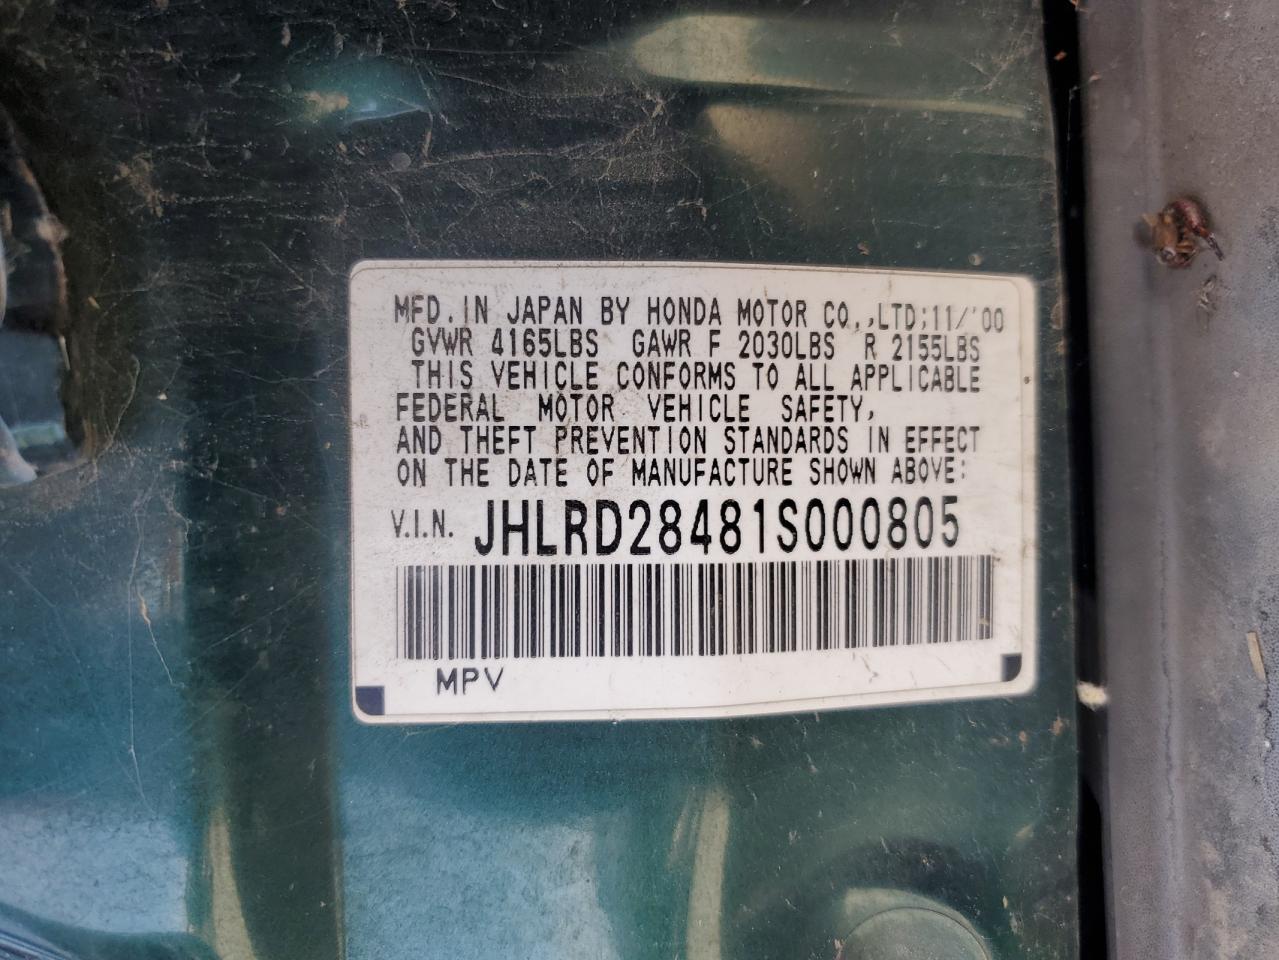 MFD. IN JAPAN BY HONDA MOTOR CO.,LTD;11/'00
GVWR 4165LBS GAWR F 2030LBS R 2155LBS
THIS VEHICLE CONFORMS TO ALL APPLICABLE
FEDERAL MOTOR VEHICLE SAFETY,
AND THEFT PREVENTION STANDARDS IN EFFECT
ON THE DATE OF MANUFACTURE SHOWN ABOVE:
V.I.N. JHLRD28481S000805
MPV